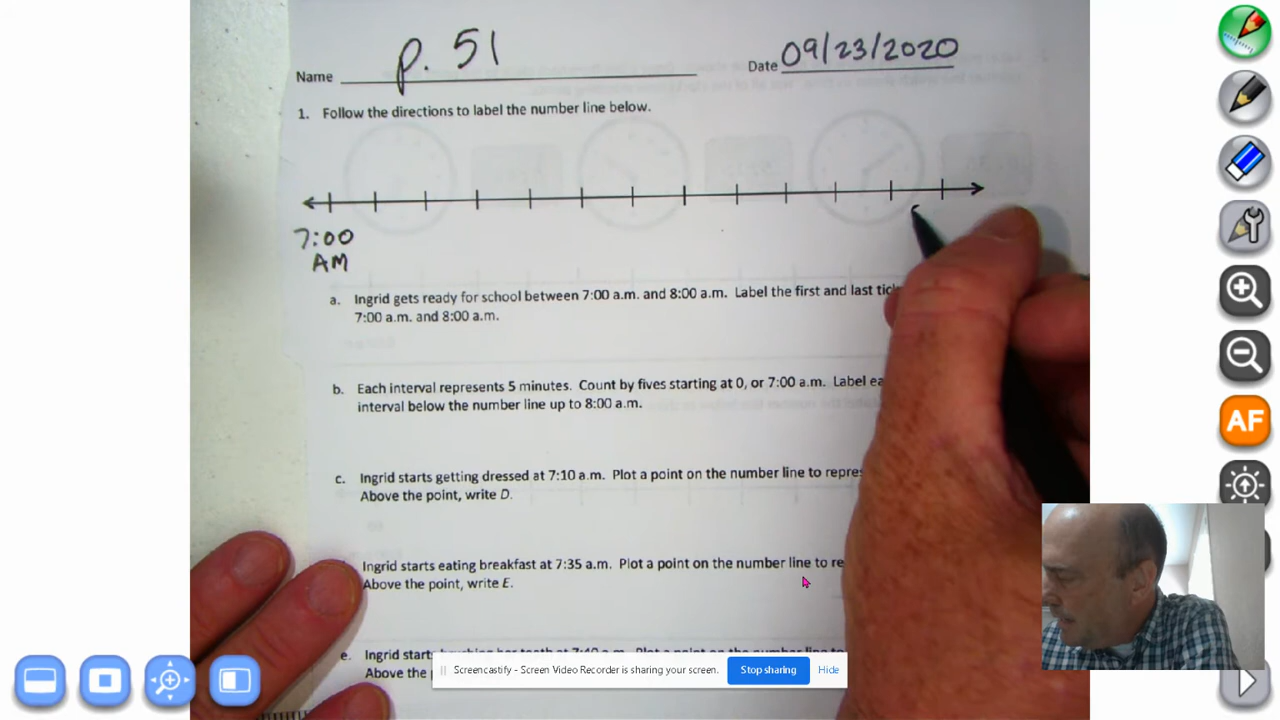 Name p. 51 Date 09/23/2020
1. Follow the directions to label the number line below.
7:00
AM
a. Ingrid gets ready for school between 7:00 a.m. and 8:00 a.m. Label the first and last
7:00 a.m. and 8:00 a.m.
b. Each interval represents 5 minutes. Count by fives starting at 0, or 7:00 a.m. Label
interval below the number line up to 8:00 a.m.
c. Ingrid starts getting dressed at 7:10 a.m. Plot a point on the number line to
Above the point, write D.
Ingrid starts eating breakfast at 7:35 a.m. Plot a point on the number line to
Above the point, write E.
e. Ingrid
Above the
AF
Screencastify - Screen Video Recorder is sharing your screen. Stop sharing Hide